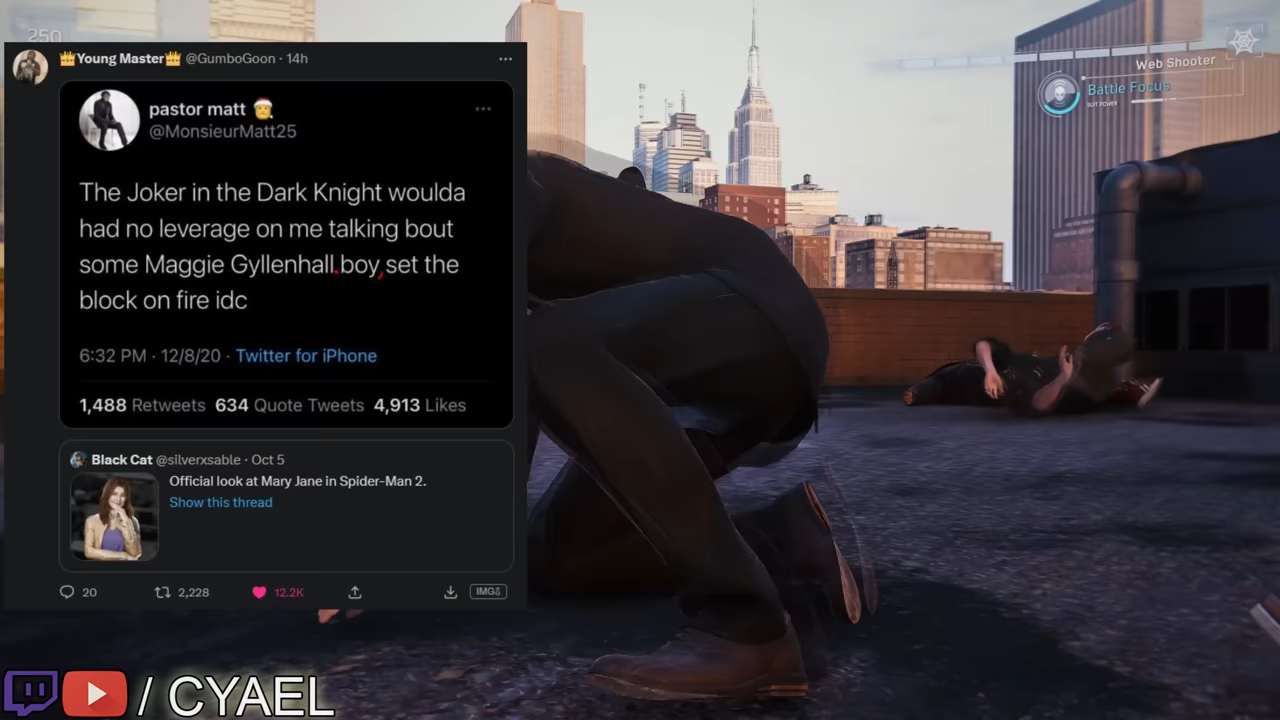 250
👑Young Master👑 @GumboGoon · 14h
pastor matt 🎅
@MonsieurMatt25
The Joker in the Dark Knight woulda
had no leverage on me talking bout
some Maggie Gyllenhall.boy,set the
block on fire idc
6:32 PM · 12/8/20 · Twitter for iPhone
1,488 Retweets 634 Quote Tweets 4,913 Likes
Black Cat @silverxsable · Oct 5
Official look at Mary Jane in Spider-Man 2.
Show this thread
20 2,228 12.2K IMG⇩
Web Shooter
Battle Focus
SUIT POWER
/ CYAEL